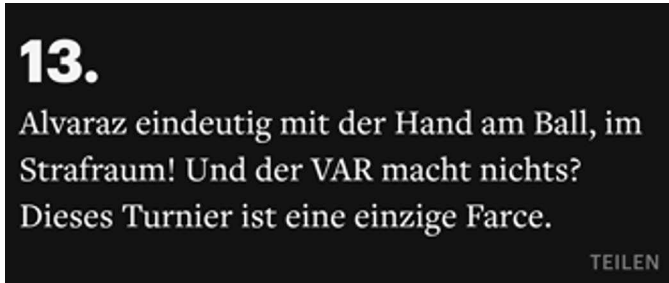 13.
Alvaraz eindeutig mit der Hand am Ball, im
Strafraum! Und der VAR macht nichts?
Dieses Turnier ist eine einzige Farce.
TEILEN